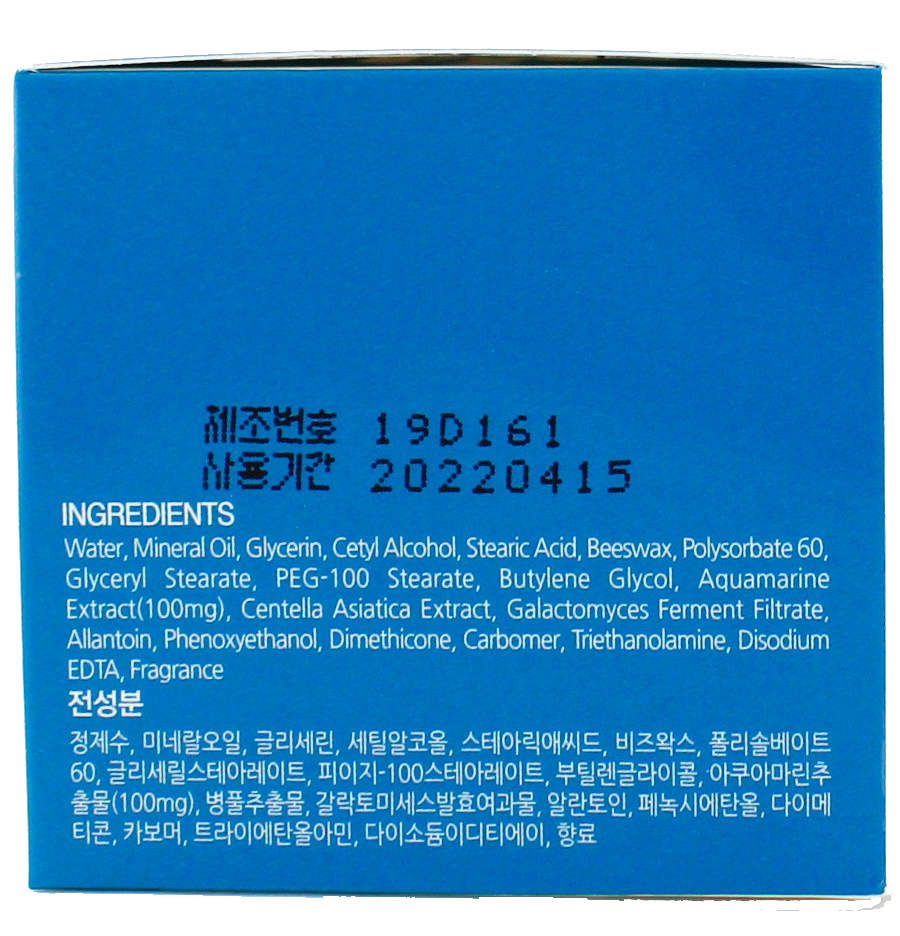 제조번호 19D161
사용기간 20220415
INGREDIENTS
Water, Mineral Oil, Glycerin, Cetyl Alcohol, Stearic Acid, Beeswax, Polysorbate 60,
Glyceryl Stearate, PEG-100 Stearate, Butylene Glycol, Aquamarine
Extract(100mg), Centella Asiatica Extract, Galactomyces Ferment Filtrate,
Allantoin, Phenoxyethanol, Dimethicone, Carbomer, Triethanolamine, Disodium
EDTA, Fragrance
전성분
정제수, 미네랄오일, 글리세린, 세틸알코올, 스테아릭애씨드, 비즈왁스, 폴리솔베이트
60, 글리세릴스테아레이트, 피이지-100스테아레이트, 부틸렌글라이콜, 아쿠아마린추
출물(100mg), 병풀추출물, 갈락토미세스발효여과물, 알란토인, 페녹시에탄올, 다이메
티콘, 카보머, 트라이에탄올아민, 다이소듐이디티에이, 향료